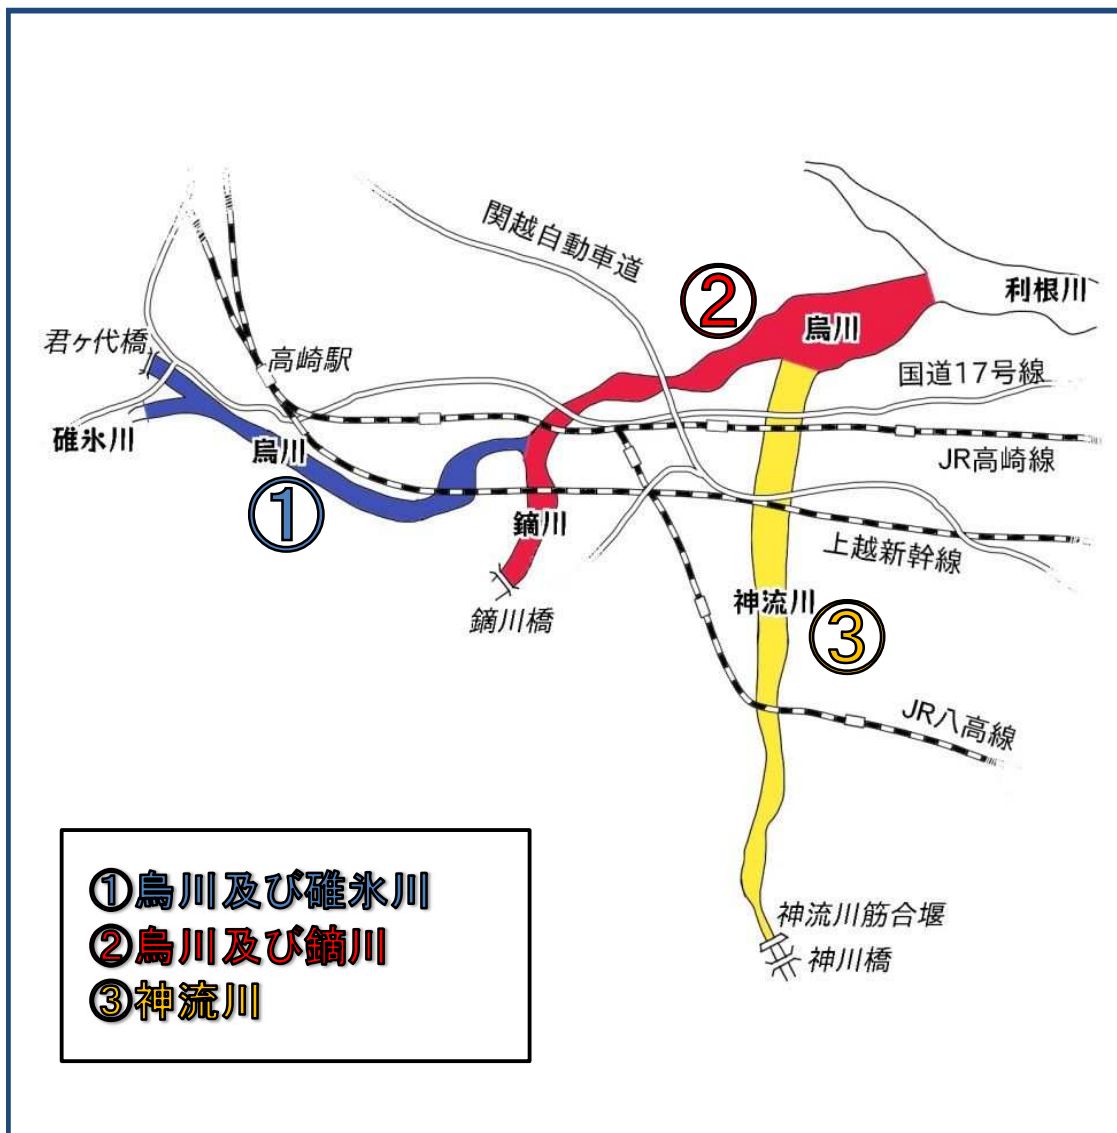 関越自動車道
②
利根川
烏川
君ヶ代橋
高崎駅
国道17号線
碓氷川
烏川
JR高崎線
①
鏑川
上越新幹線
神流川
鏑川橋
③
JR八高線
①烏川及び碓氷川
②烏川及び鏑川
③神流川
神流川筋合堰
神川橋